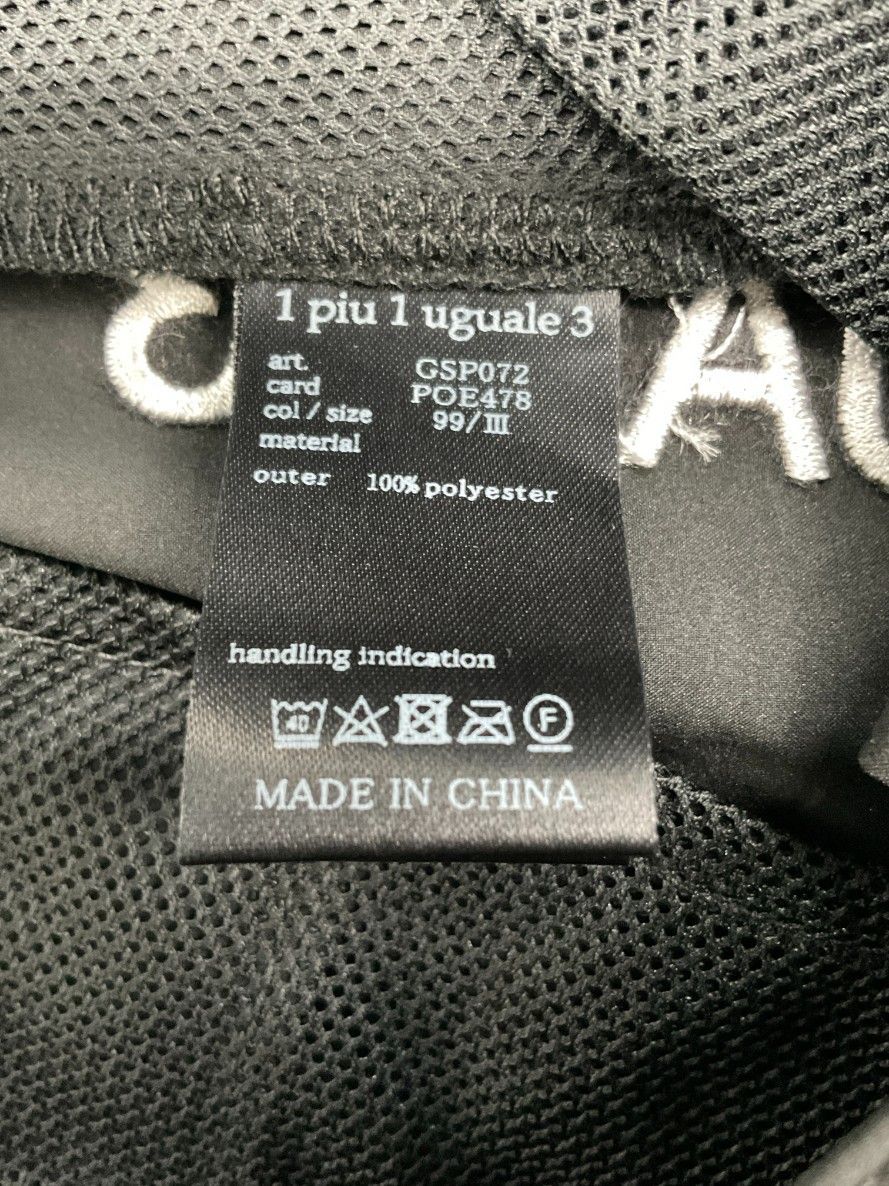 1 piu 1 uguale 3
art. GSP072
card POE478
col / size 99/III
material
outer 100% polyester
handling indication
40 F
MADE IN CHINA